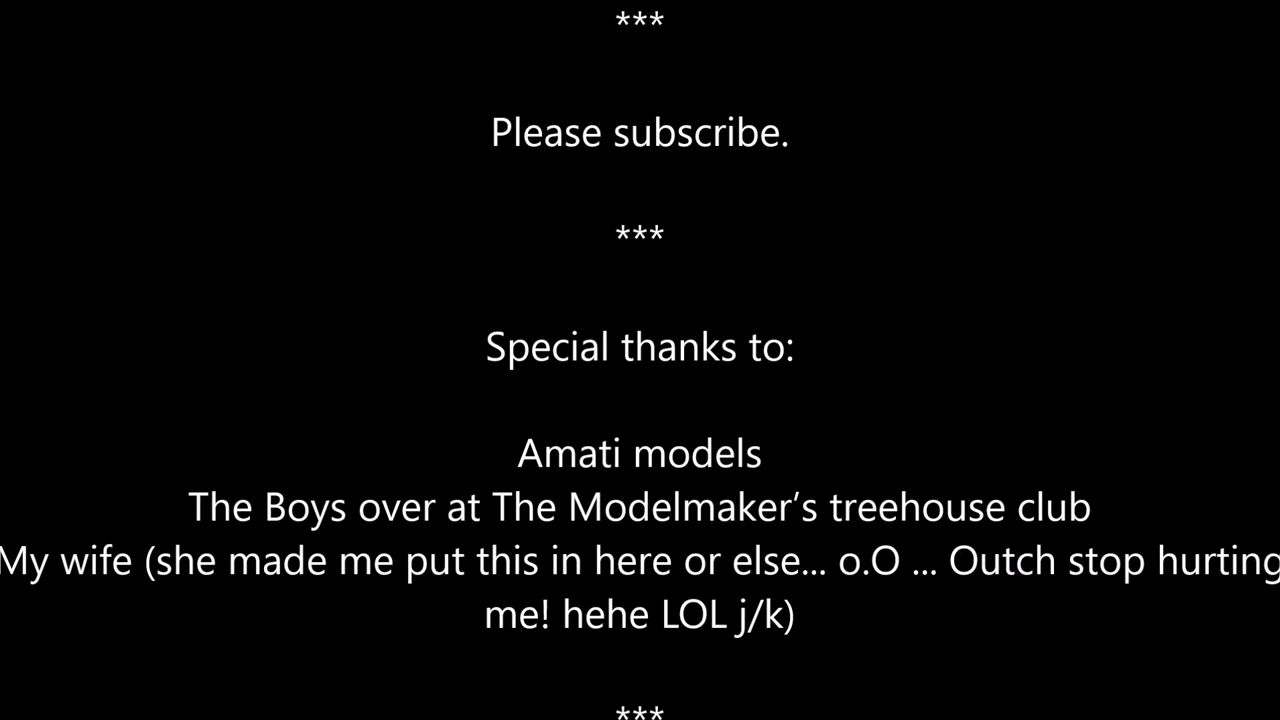 ***
Please subscribe.
***
Special thanks to:
Amati models
The Boys over at The Modelmaker’s treehouse club
My wife (she made me put this in here or else... o.O ... Outch stop hurting
me! hehe LOL j/k)
***